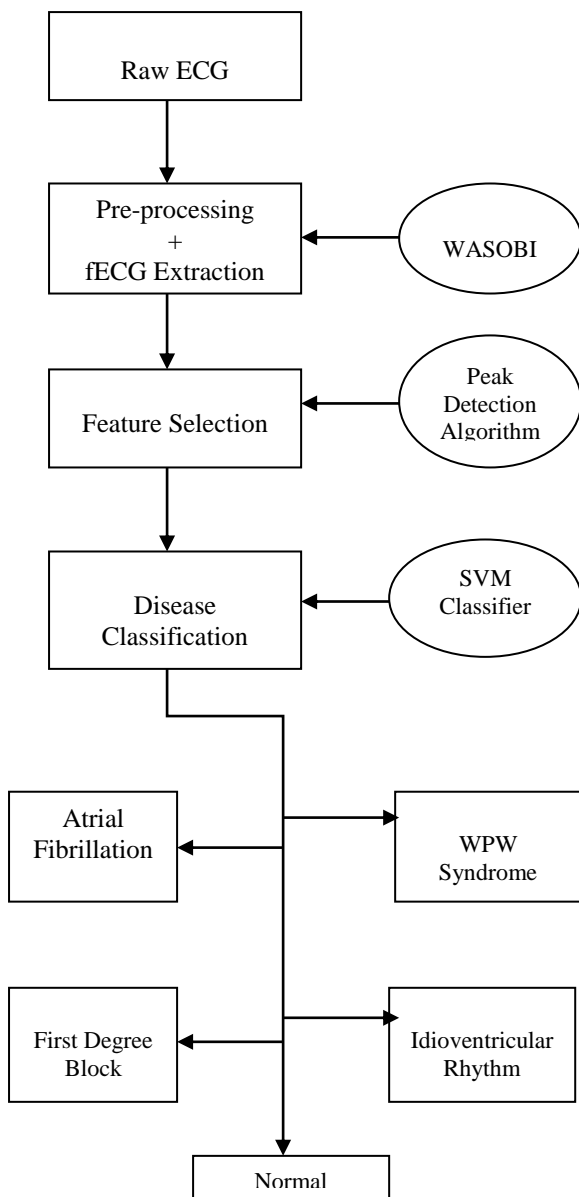 Raw ECG
Pre-processing
+
fECG Extraction
WASOBI
Feature Selection
Peak
Detection
Algorithm
Disease
Classification
SVM
Classifier
Atrial
Fibrillation
WPW
Syndrome
First Degree
Block
Idioventricular
Rhythm
Normal